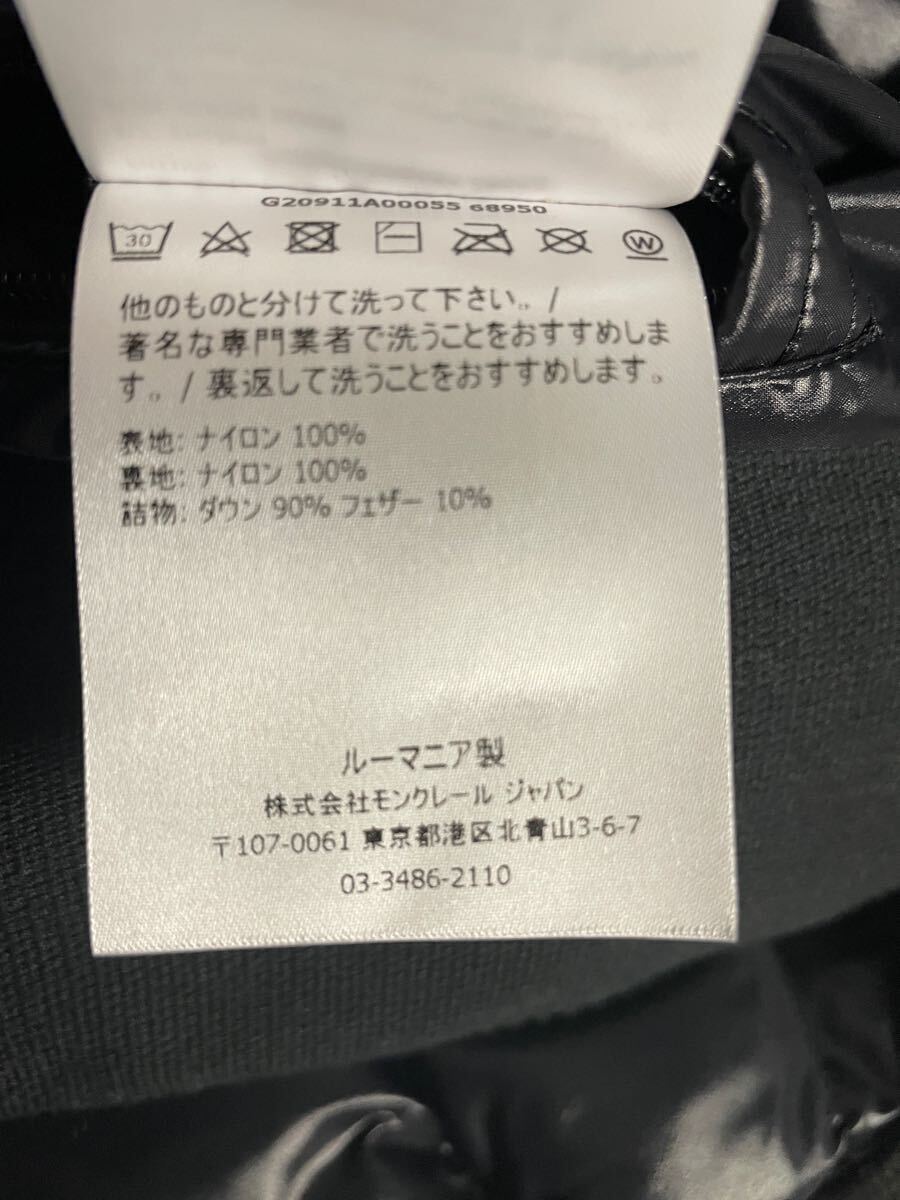 G20911A00055 68950
30 W
他のものと分けて洗って下さい。/
著名な専門業者で洗うことをおすすめしま
す。/ 裏返して洗うことをおすすめします。
表地: ナイロン 100%
裏地: ナイロン 100%
詰物: ダウン 90% フェザー 10%
ルーマニア製
株式会社モンクレール ジャパン
〒107-0061 東京都港区北青山3-6-7
03-3486-2110